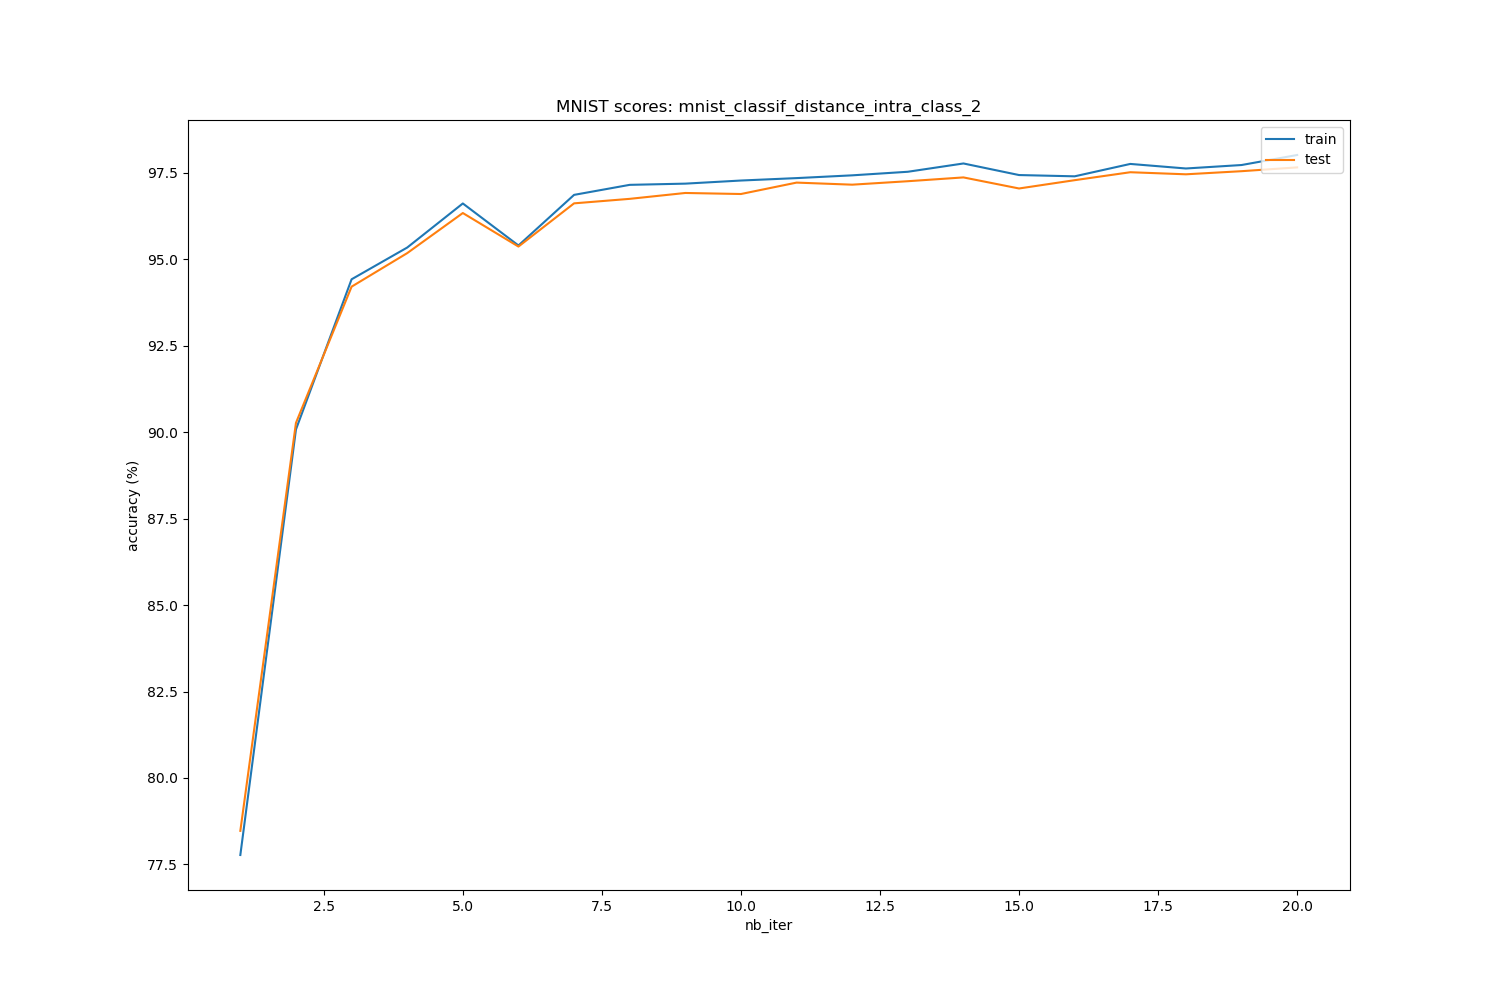 MNIST scores: mnist_classif_distance_intra_class_2
train
test
97.5
95.0
92.5
90.0
87.5
85.0
82.5
80.0
77.5
accuracy (%)
2.5 5.0 7.5 10.0 12.5 15.0 17.5 20.0
nb_iter